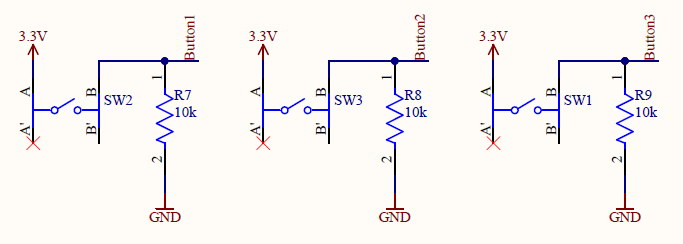 3.3V
Button1
A
B
1
SW2
R7
10k
A'
B'
2
GND
3.3V
Button2
A
B
1
SW3
R8
10k
A'
B'
2
GND
3.3V
Button3
A
B
1
SW1
R9
10k
A'
B'
2
GND